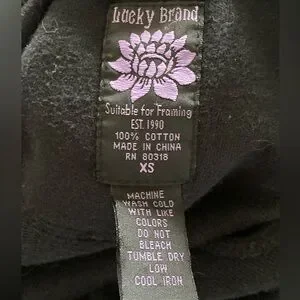 Lucky Brand
Suitable for Framing
EST. 1990
100% COTTON
MADE IN CHINA
RN 80318
XS
MACHINE
WASH COLD
WITH LIKE
COLORS
DO NOT
BLEACH
TUMBLE DRY
LOW
COOL IRON